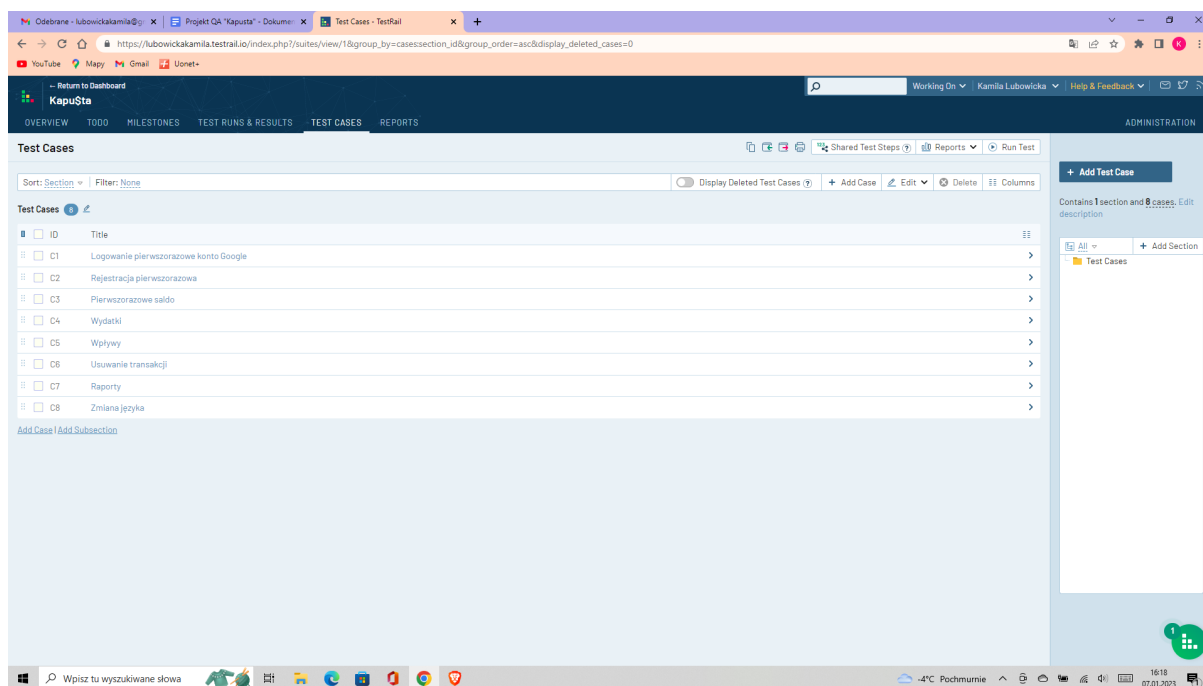 Odebrane - lubowickakamila@g
Projekt QA "Kapusta" - Dokumen
Test Cases - TestRail
https://lubowickakamila.testrail.io/index.php?/suites/view/1&group_by=cases:section_id&group_order=asc&display_deleted_cases=0
K
YouTube Mapy Gmail Uonet+
← Return to Dashboard
Kapu$ta
Working On Kamila Lubowicka Help & Feedback
OVERVIEW TODO MILESTONES TEST RUNS & RESULTS TEST CASES REPORTS ADMINISTRATION
Test Cases
Shared Test Steps ? Reports Run Test
+ Add Test Case
Sort: Section Filter: None
Display Deleted Test Cases ? + Add Case Edit Delete Columns
Contains 1 section and 8 cases. Edit
description
Test Cases 8
ID Title
All + Add Section
Test Cases
C1 Logowanie pierwszorazowe konto Google
C2 Rejestracja pierwszorazowa
C3 Pierwszorazowe saldo
C4 Wydatki
C5 Wpływy
C6 Usuwanie transakcji
C7 Raporty
C8 Zmiana języka
Add Case | Add Subsection
1
Wpisz tu wyszukiwane słowa
-4°C Pochmurnie
16:18
07.01.2023